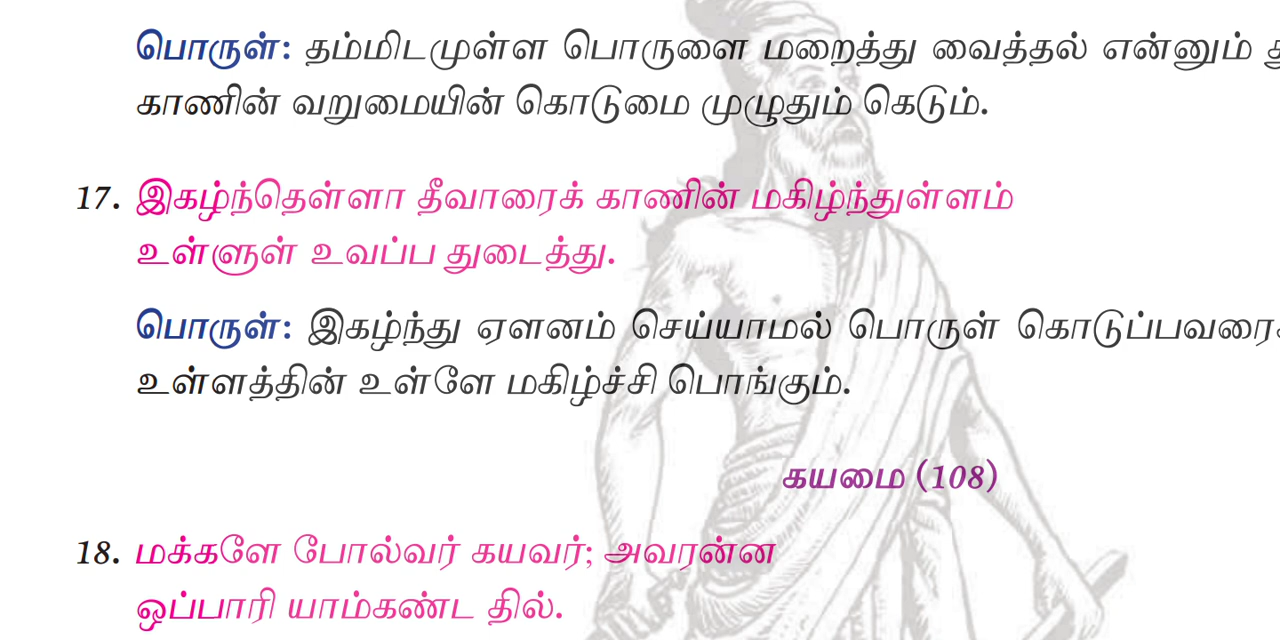 பொருள்: தம்மிடமுள்ள பொருளை மறைத்து வைத்தல் என்னும்
காணின் வறுமையின் கொடுமை முழுதும் கெடும்.
17. இகழ்ந்தெள்ளா தீவாரைக் காணின் மகிழ்ந்துள்ளம்
உள்ளுள் உவப்ப துடைத்து.
பொருள்: இகழ்ந்து ஏளனம் செய்யாமல் பொருள் கொடுப்பவரைக்
உள்ளத்தின் உள்ளே மகிழ்ச்சி பொங்கும்.
கயமை (108)
18. மக்களே போல்வர் கயவர்; அவரன்ன
ஒப்பாரி யாம்கண்ட தில்.